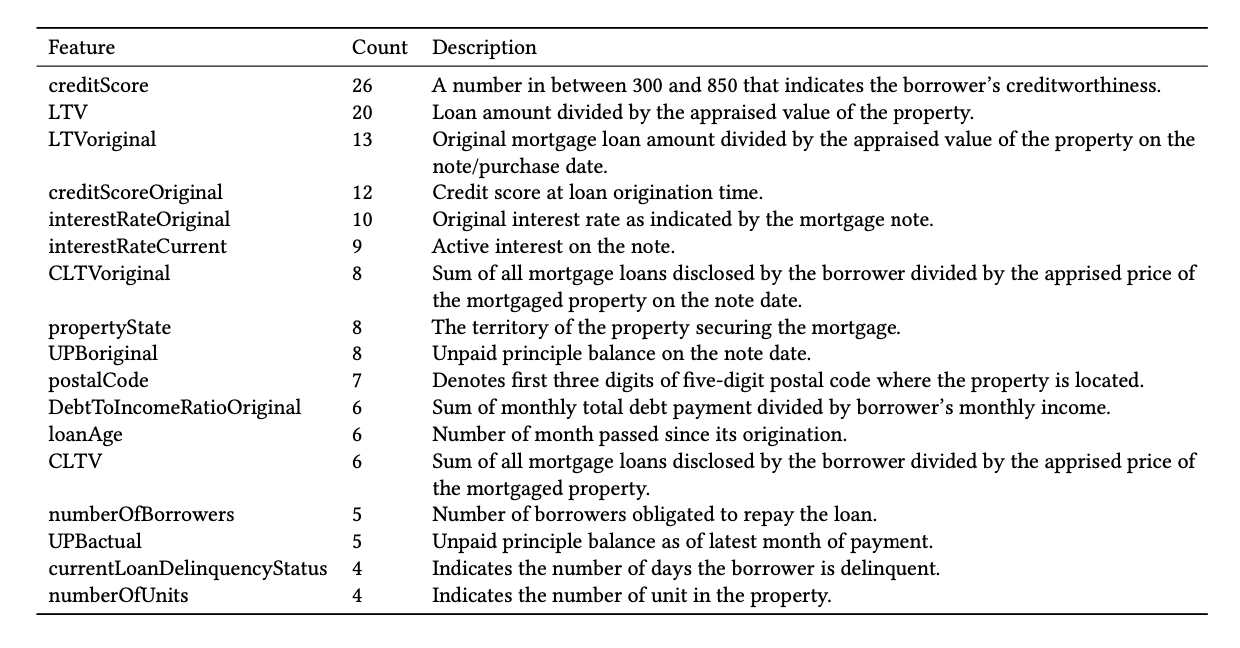 Feature Count Description
creditScore 26 A number in between 300 and 850 that indicates the borrower’s creditworthiness.
LTV 20 Loan amount divided by the appraised value of the property.
LTVoriginal 13 Original mortgage loan amount divided by the appraised value of the property on the
note/purchase date.
creditScoreOriginal 12 Credit score at loan origination time.
interestRateOriginal 10 Original interest rate as indicated by the mortgage note.
interestRateCurrent 9 Active interest on the note.
CLTVoriginal 8 Sum of all mortgage loans disclosed by the borrower divided by the apprised price of
the mortgaged property on the note date.
propertyState 8 The territory of the property securing the mortgage.
UPBoriginal 8 Unpaid principle balance on the note date.
postalCode 7 Denotes first three digits of five-digit postal code where the property is located.
DebtToIncomeRatioOriginal 6 Sum of monthly total debt payment divided by borrower’s monthly income.
loanAge 6 Number of month passed since its origination.
CLTV 6 Sum of all mortgage loans disclosed by the borrower divided by the apprised price of
the mortgaged property.
numberOfBorrowers 5 Number of borrowers obligated to repay the loan.
UPBactual 5 Unpaid principle balance as of latest month of payment.
currentLoanDelinquencyStatus 4 Indicates the number of days the borrower is delinquent.
numberOfUnits 4 Indicates the number of unit in the property.